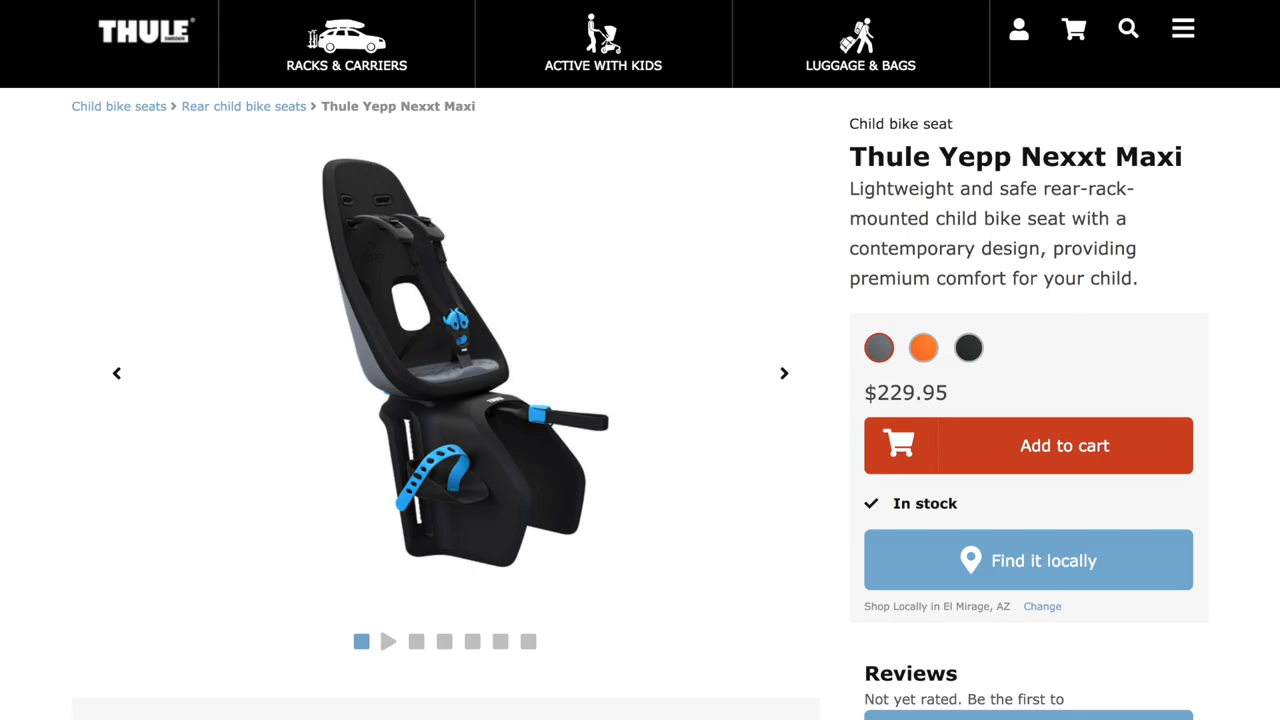 THULE
SWEDEN
RACKS & CARRIERS
ACTIVE WITH KIDS
LUGGAGE & BAGS
Child bike seats > Rear child bike seats > Thule Yepp Nexxt Maxi
Child bike seat
Thule Yepp Nexxt Maxi
Lightweight and safe rear-rack-
mounted child bike seat with a
contemporary design, providing
premium comfort for your child.
$229.95
Add to cart
In stock
Find it locally
Shop Locally in El Mirage, AZ Change
Reviews
Not yet rated. Be the first to
THULE